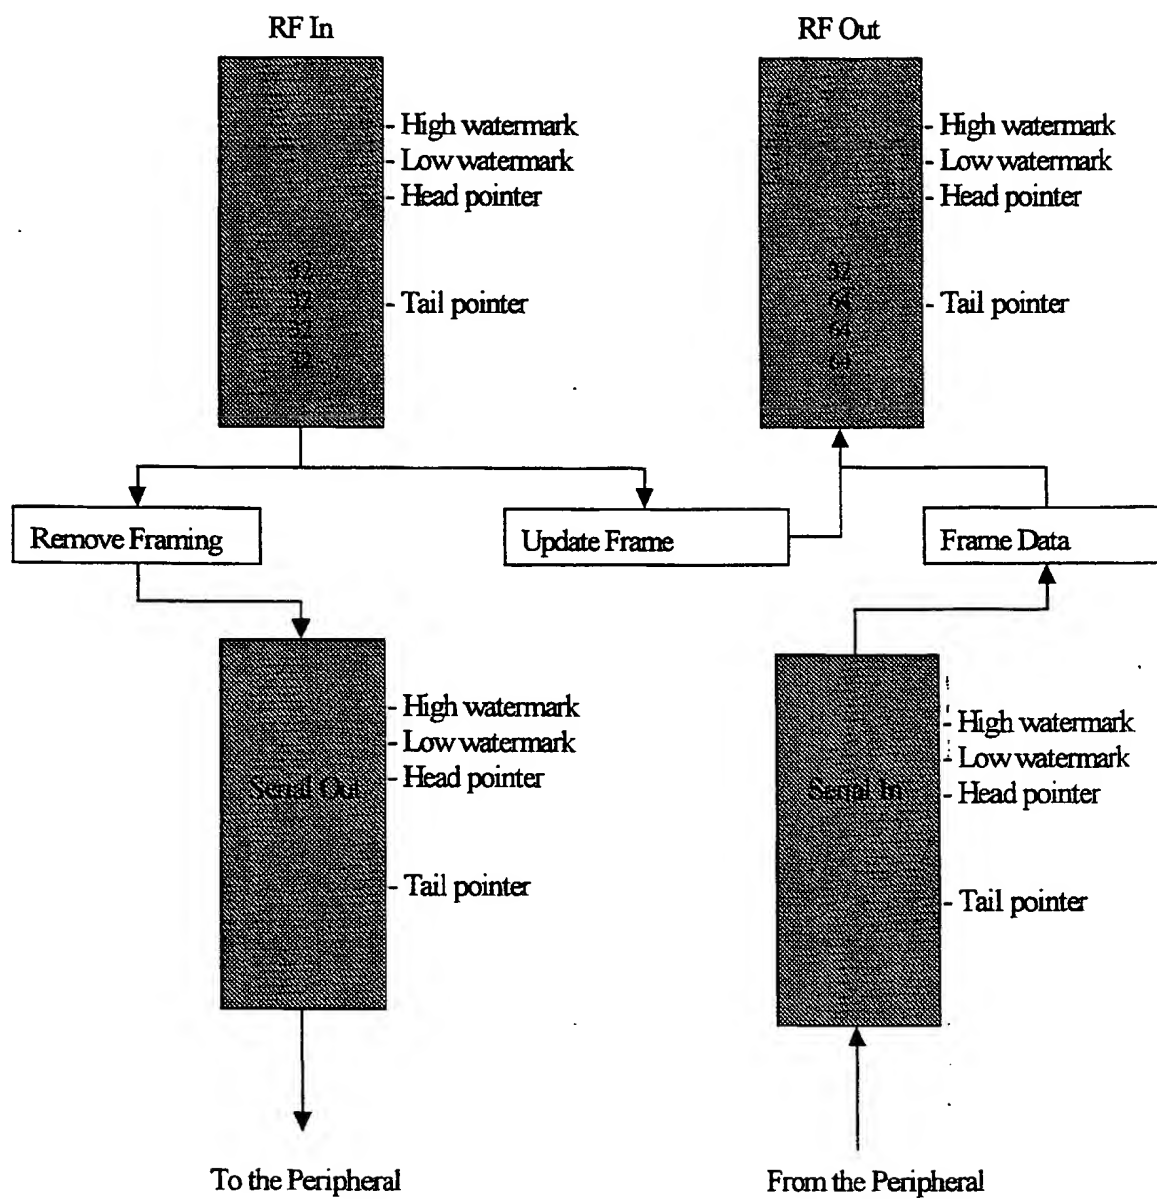 RF In
- High watermark
- Low watermark
- Head pointer
32
32
32
32
- Tail pointer
RF Out
- High watermark
- Low watermark
- Head pointer
32
64
64
64
- Tail pointer
Remove Framing
Update Frame
Frame Data
- High watermark
- Low watermark
- Head pointer
Serial Out
- Tail pointer
- High watermark
- Low watermark
- Head pointer
Serial In
- Tail pointer
To the Peripheral
From the Peripheral